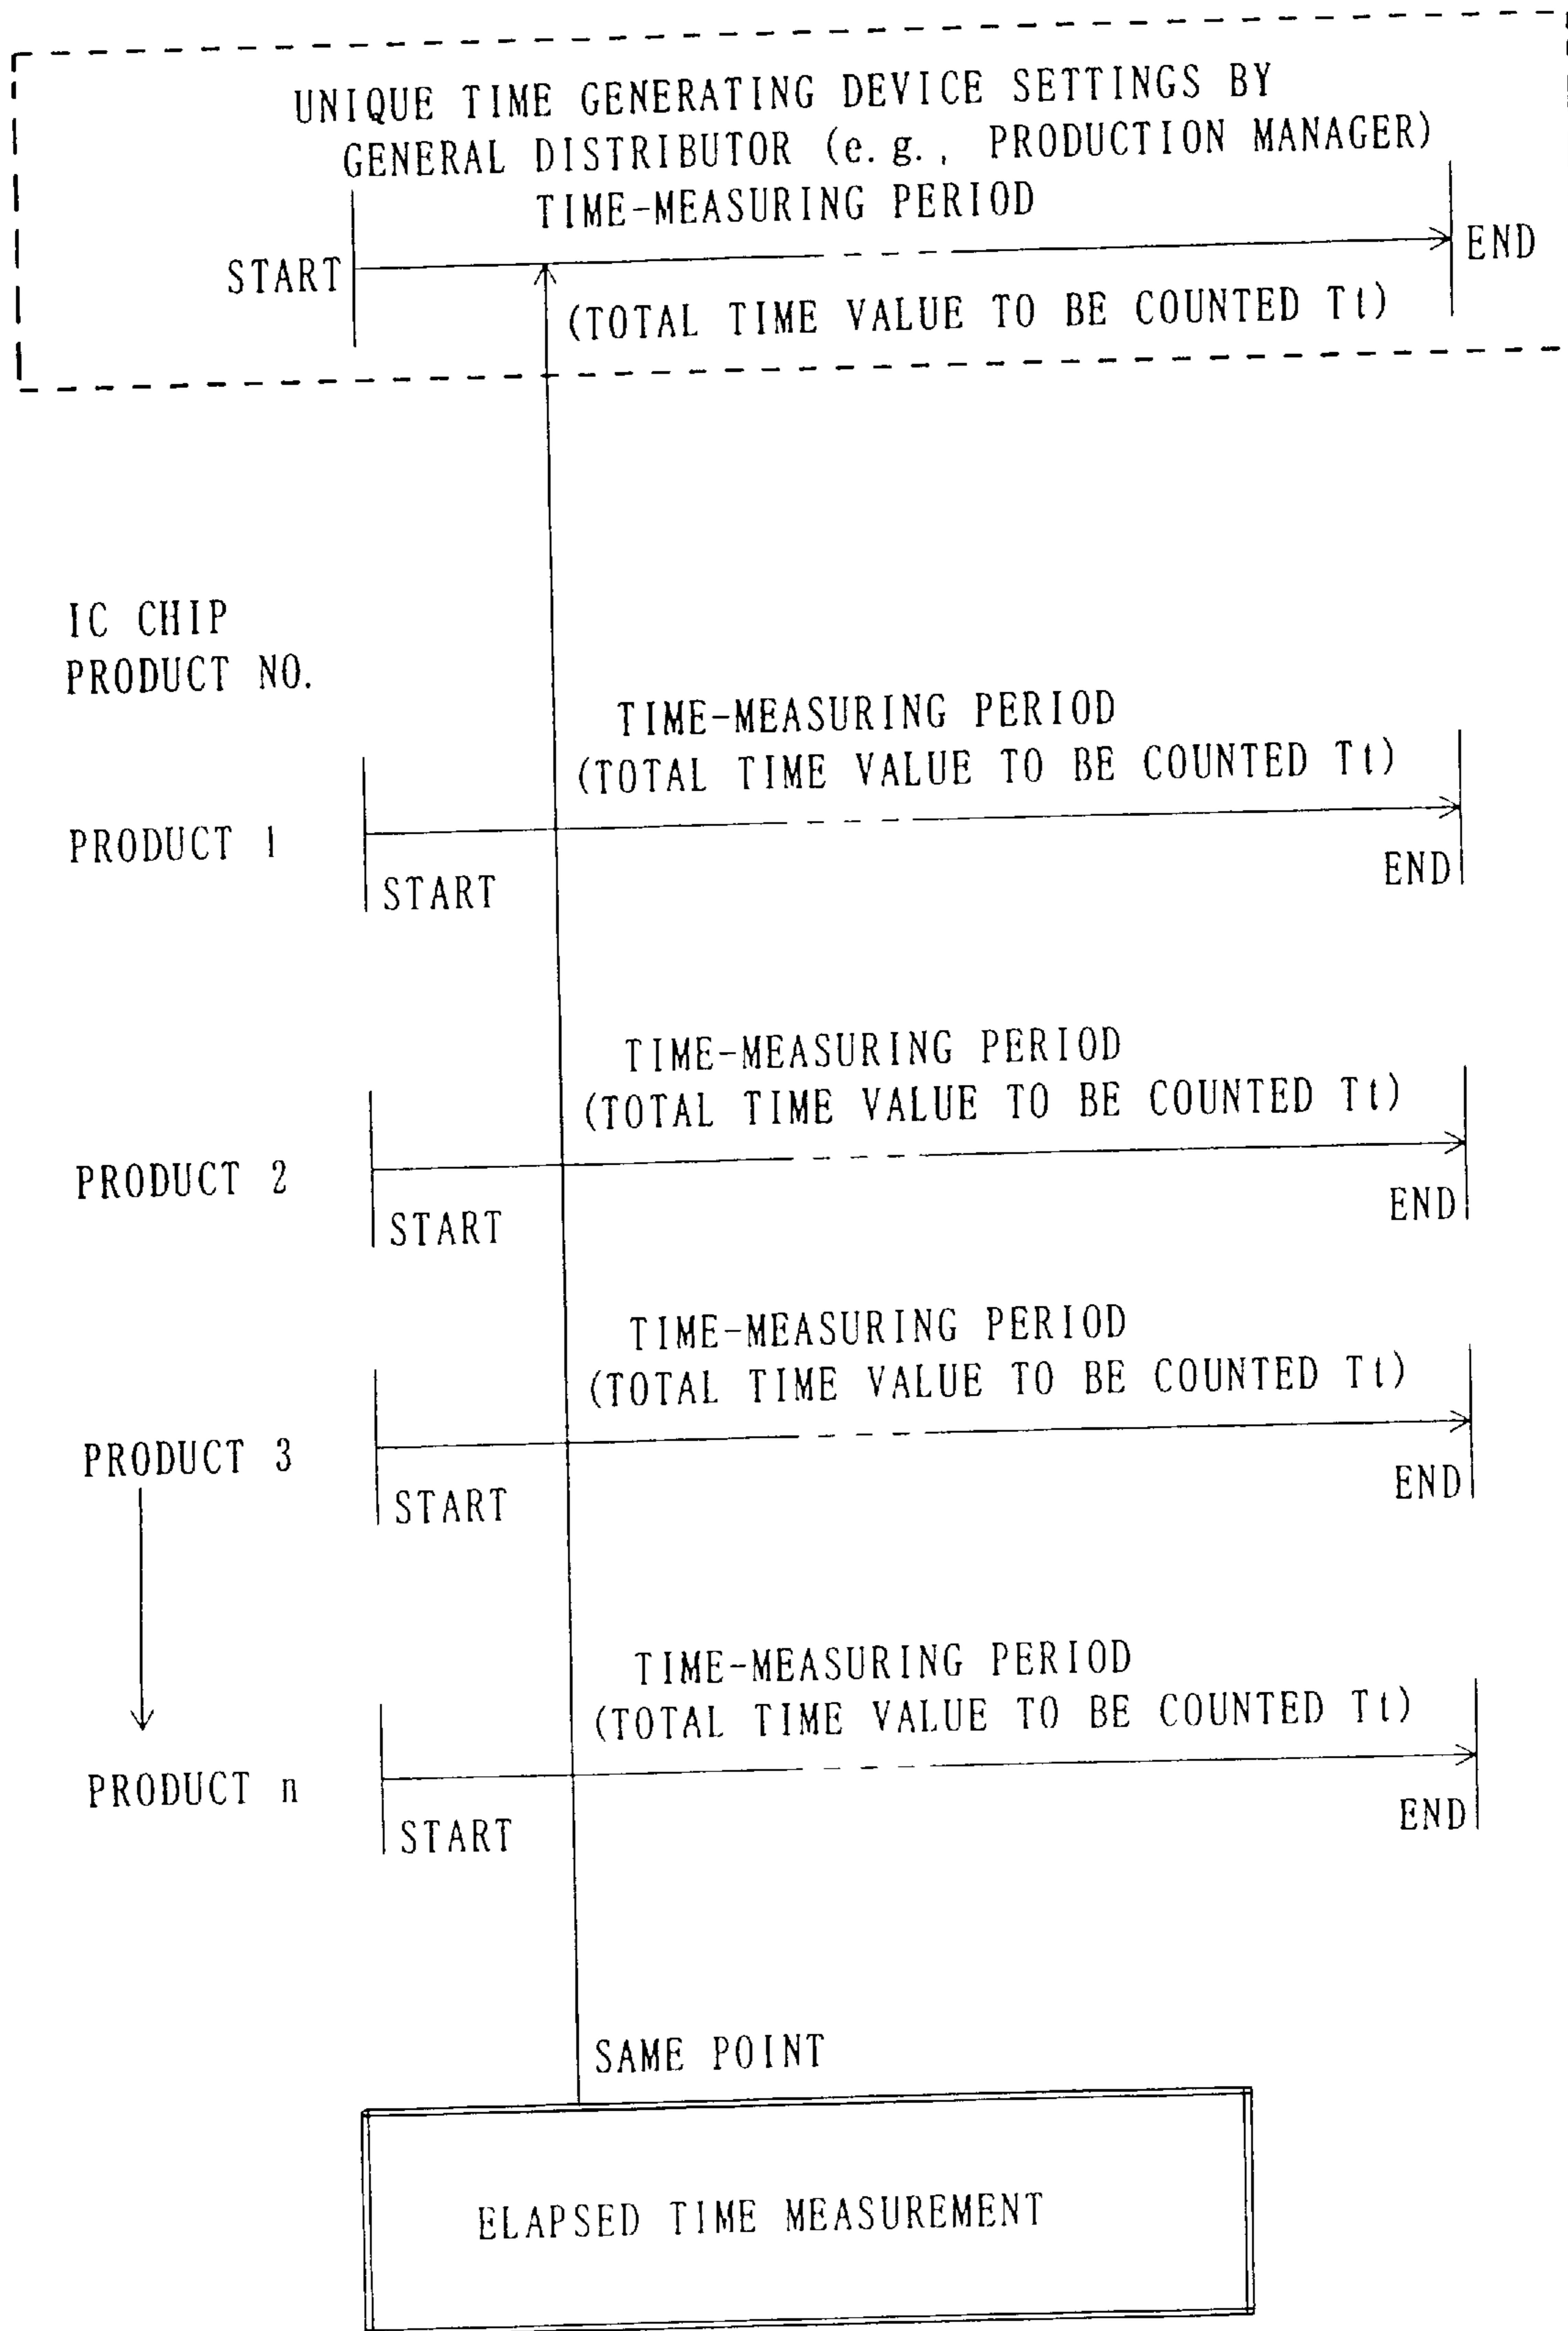 UNIQUE TIME GENERATING DEVICE SETTINGS BY
GENERAL DISTRIBUTOR (e.g., PRODUCTION MANAGER)
TIME-MEASURING PERIOD
START
END
(TOTAL TIME VALUE TO BE COUNTED Tt)
IC CHIP
PRODUCT NO.
TIME-MEASURING PERIOD
(TOTAL TIME VALUE TO BE COUNTED Tt)
PRODUCT 1
START
END
TIME-MEASURING PERIOD
(TOTAL TIME VALUE TO BE COUNTED Tt)
PRODUCT 2
START
END
TIME-MEASURING PERIOD
(TOTAL TIME VALUE TO BE COUNTED Tt)
PRODUCT 3
START
END
TIME-MEASURING PERIOD
(TOTAL TIME VALUE TO BE COUNTED Tt)
PRODUCT n
START
END
SAME POINT
ELAPSED TIME MEASUREMENT